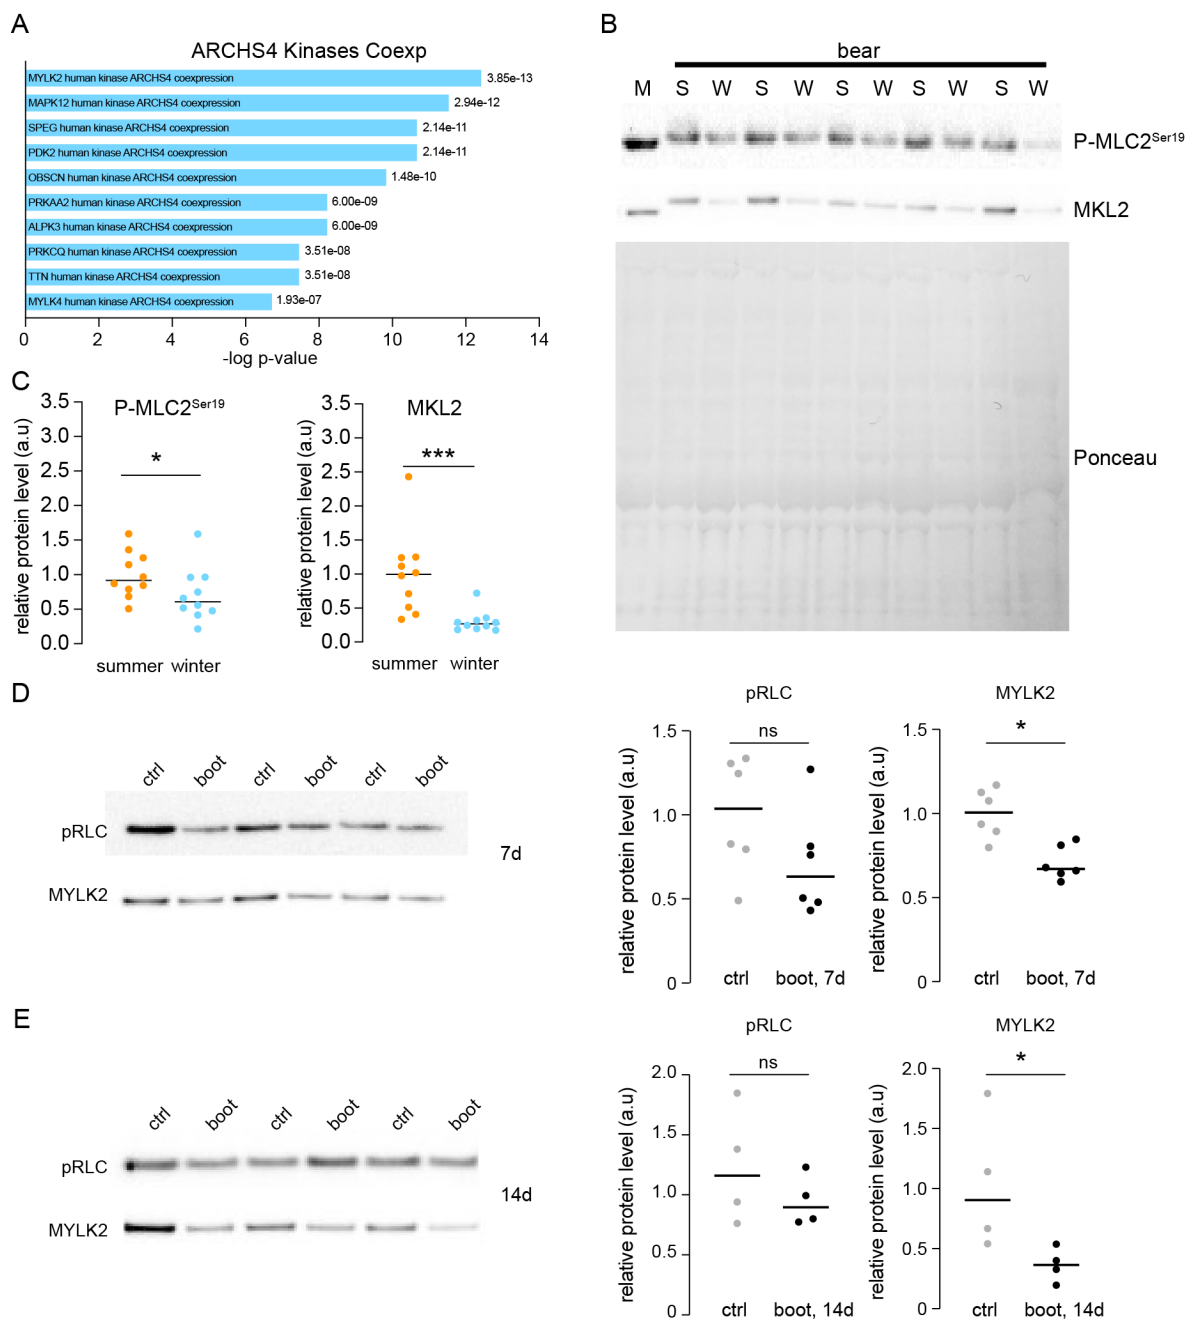 A
ARCHS4 Kinases Coexp
MYLK2 human kinase ARCHS4 coexpression 3.85e-13
MAPK12 human kinase ARCHS4 coexpression 2.94e-12
SPEG human kinase ARCHS4 coexpression 2.14e-11
PDK2 human kinase ARCHS4 coexpression 2.14e-11
OBSCN human kinase ARCHS4 coexpression 1.48e-10
PRKAA2 human kinase ARCHS4 coexpression 6.00e-09
ALPK3 human kinase ARCHS4 coexpression 6.00e-09
PRKCQ human kinase ARCHS4 coexpression 3.51e-08
TTN human kinase ARCHS4 coexpression 3.51e-08
MYLK4 human kinase ARCHS4 coexpression 1.93e-07
0 2 4 6 8 10 12 14
-log p-value
B
bear
M S W S W S W S W S W
P-MLC2Ser19
MKL2
Ponceau
C
P-MLC2Ser19
relative protein level (a.u)
3.5
3.0
2.5
2.0
1.5
1.0
0.5
0.0
*
summer winter
MKL2
relative protein level (a.u)
3.5
3.0
2.5
2.0
1.5
1.0
0.5
0.0
***
summer winter
D
ctrl boot ctrl boot ctrl boot
pRLC
MYLK2
7d
pRLC
relative protein level (a.u)
1.5
1.0
0.5
0
ns
ctrl boot, 7d
MYLK2
relative protein level (a.u)
1.5
1.0
0.5
0
*
ctrl boot, 7d
E
ctrl boot ctrl boot ctrl boot
pRLC
MYLK2
14d
pRLC
relative protein level (a.u)
2.0
1.5
1.0
0.5
0
ns
ctrl boot, 14d
MYLK2
relative protein level (a.u)
2.0
1.5
1.0
0.5
0
*
ctrl boot, 14d